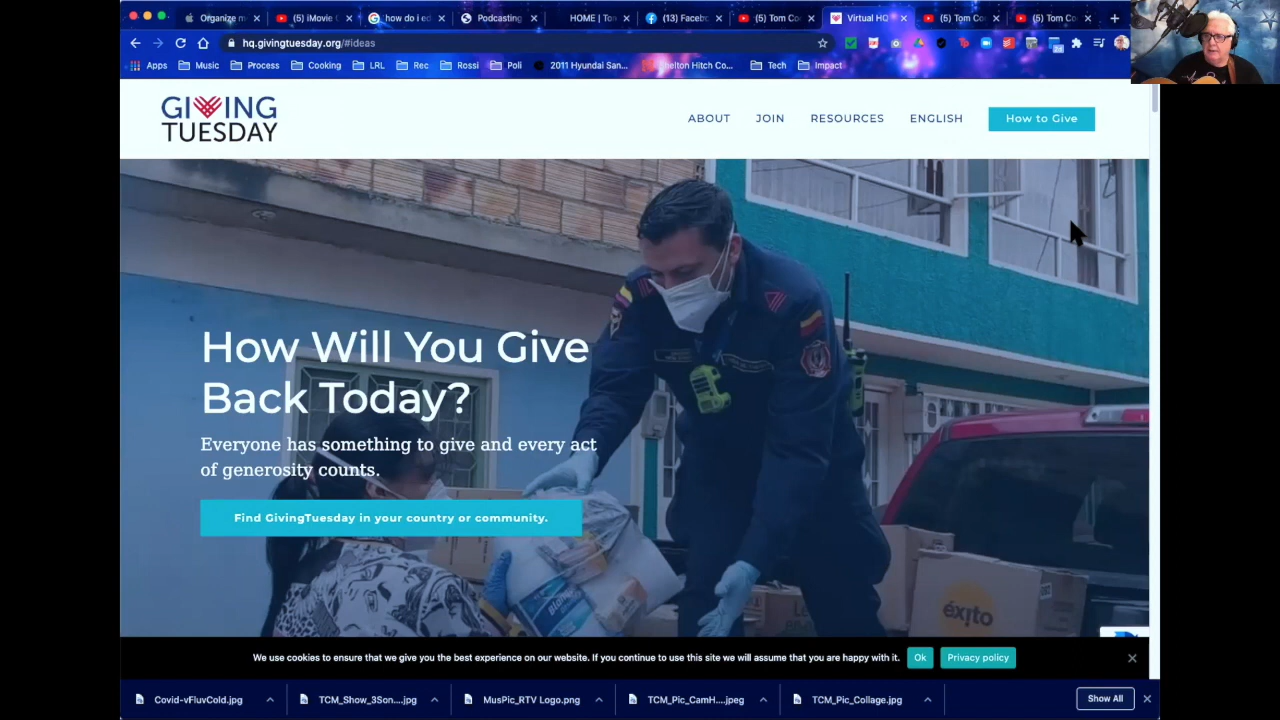 Organize m
(5) iMovie (
how do i ed
Podcasting
HOME | Ton
(13) Facebo
(5) Tom Co
Virtual HQ
(5) Tom Co
(5) Tom Co
hq.givingtuesday.org/#ideas
Apps
Music
Process
Cooking
LRL
Rec
Rossi
Poli
2011 Hyundai San...
Shelton Hitch Co...
Tech
Impact
GIVING
TUESDAY
ABOUT
JOIN
RESOURCES
ENGLISH
How to Give
How Will You Give
Back Today?
Everyone has something to give and every act
of generosity counts.
Find GivingTuesday in your country or community.
éxito
We use cookies to ensure that we give you the best experience on our website. If you continue to use this site we will assume that you are happy with it.
Ok
Privacy policy
Covid-vFluvCold.jpg
TCM_Show_3Son....jpg
MusPic_RTV Logo.png
TCM_Pic_CamH....jpeg
TCM_Pic_Collage.jpg
Show All